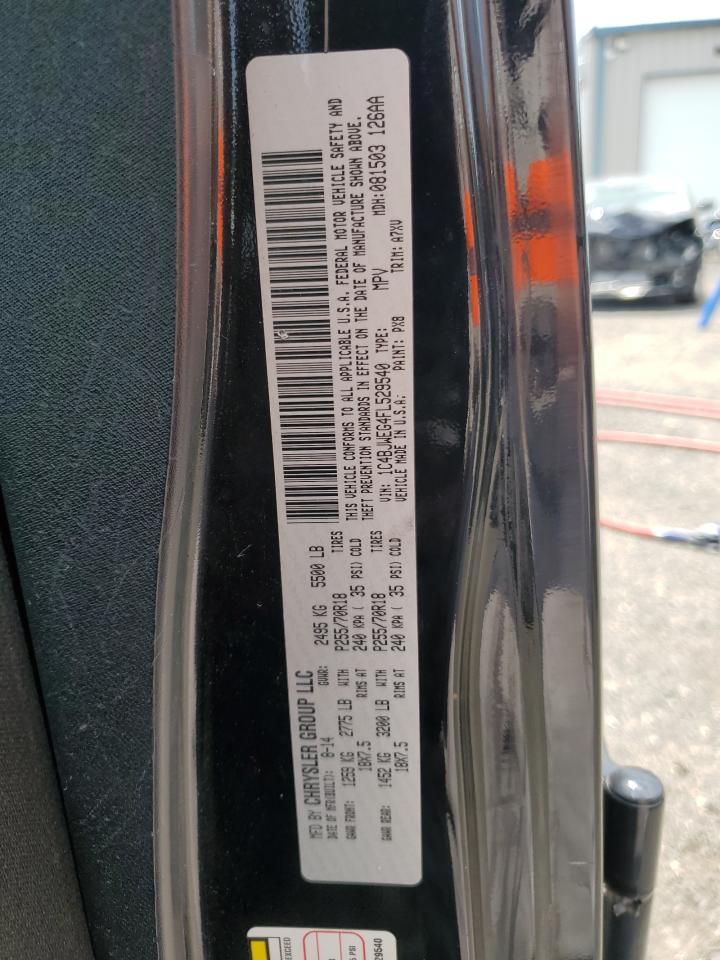 MFD BY CHRYSLER GROUP LLC
DATE OF MFR(BUILT): 8-14 GVWR: 2495 KG 5500 LB
GAWR FRONT: 1259 KG 2775 LB WITH P255/70R18 TIRES
18X7.5 RIMS AT 240 KPA ( 35 PSI) COLD
GAWR REAR: 1452 KG 3200 LB WITH P255/70R18 TIRES
18X7.5 RIMS AT 240 KPA ( 35 PSI) COLD
THIS VEHICLE CONFORMS TO ALL APPLICABLE U.S.A. FEDERAL MOTOR VEHICLE SAFETY AND
THEFT PREVENTION STANDARDS IN EFFECT ON THE DATE OF MANUFACTURE SHOWN ABOVE.
VIN: 1C4BJWEG4FL529540 TYPE: MPV MDH:081503 126AA
VEHICLE MADE IN U.S.A: PAINT: PX8 TRIM: A7XV
EXCEED
PSI
29540